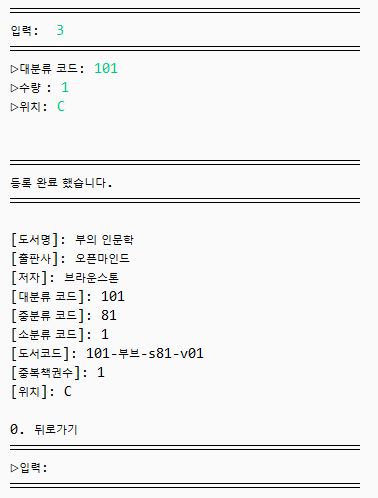 입력: 3
▷대분류 코드: 101
▷수량 : 1
▷위치: C
등록 완료 했습니다.
[도서명]: 부의 인문학
[출판사]: 오픈마인드
[저자]: 브라운스톤
[대분류 코드]: 101
[중분류 코드]: 81
[소분류 코드]: 1
[도서코드]: 101-부브-s81-v01
[중복책권수]: 1
[위치]: C
0. 뒤로가기
▷입력: